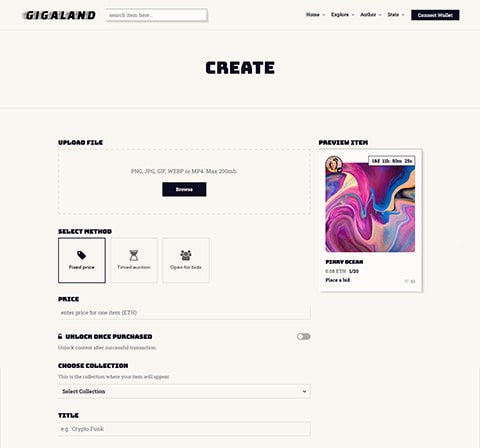 GIGALAND
search item here...
Home Explore Author Stats Connect Wallet
CREATE
UPLOAD FILE
PNG, JPG, GIF, WEBP or MP4. Max 200mb.
Browse
PREVIEW ITEM
18d 11h 50m 25s
PINKY OCEAN
0.08 ETH 1/20
Place a bid
SELECT METHOD
Fixed price
Timed auction
Open for bids
PRICE
enter price for one item (ETH)
UNLOCK ONCE PURCHASED
Unlock content after successful transaction.
CHOOSE COLLECTION
This is the collection where your item will appear
Select Collection
TITLE
e.g. 'Crypto Funk